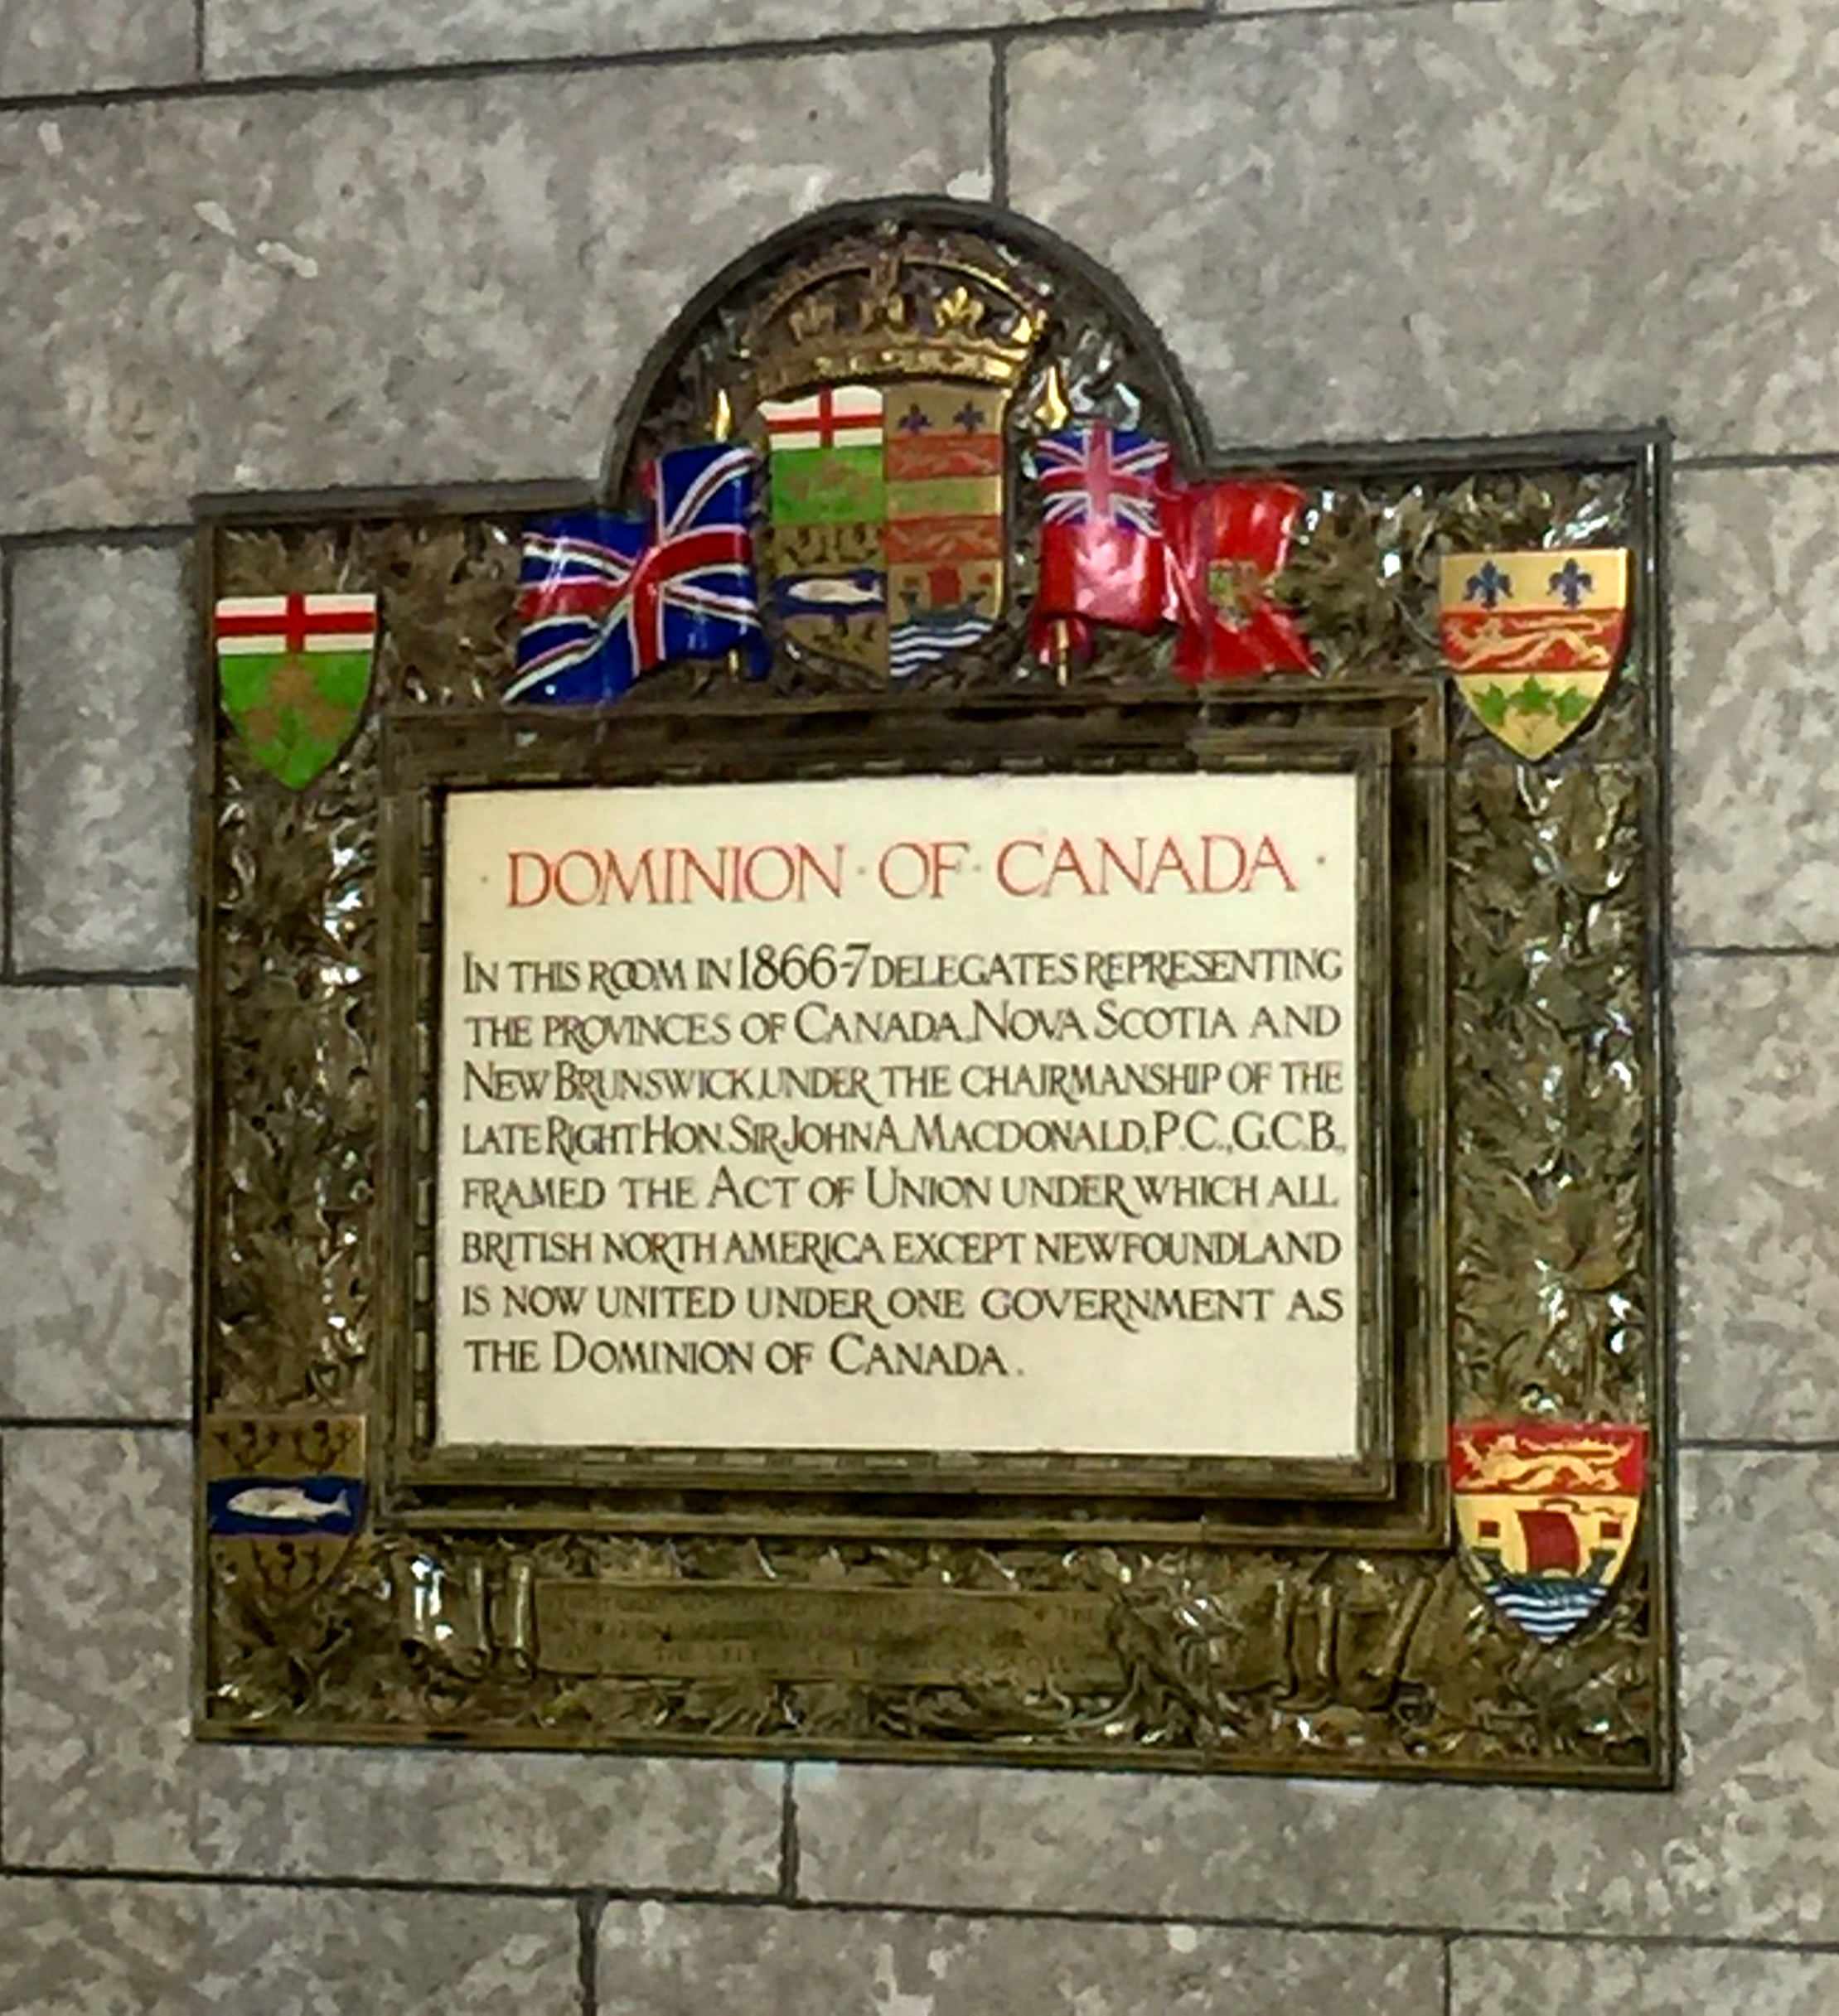 · DOMINION · OF · CANADA ·
IN THIS ROOM IN 1866-7 DELEGATES REPRESENTING
THE PROVINCES OF CANADA, NOVA SCOTIA AND
NEW BRUNSWICK, UNDER THE CHAIRMANSHIP OF THE
LATE RIGHT HON. SIR JOHN A. MACDONALD, P.C., G.C.B.,
FRAMED THE ACT OF UNION UNDER WHICH ALL
BRITISH NORTH AMERICA EXCEPT NEWFOUNDLAND
IS NOW UNITED UNDER ONE GOVERNMENT AS
THE DOMINION OF CANADA.